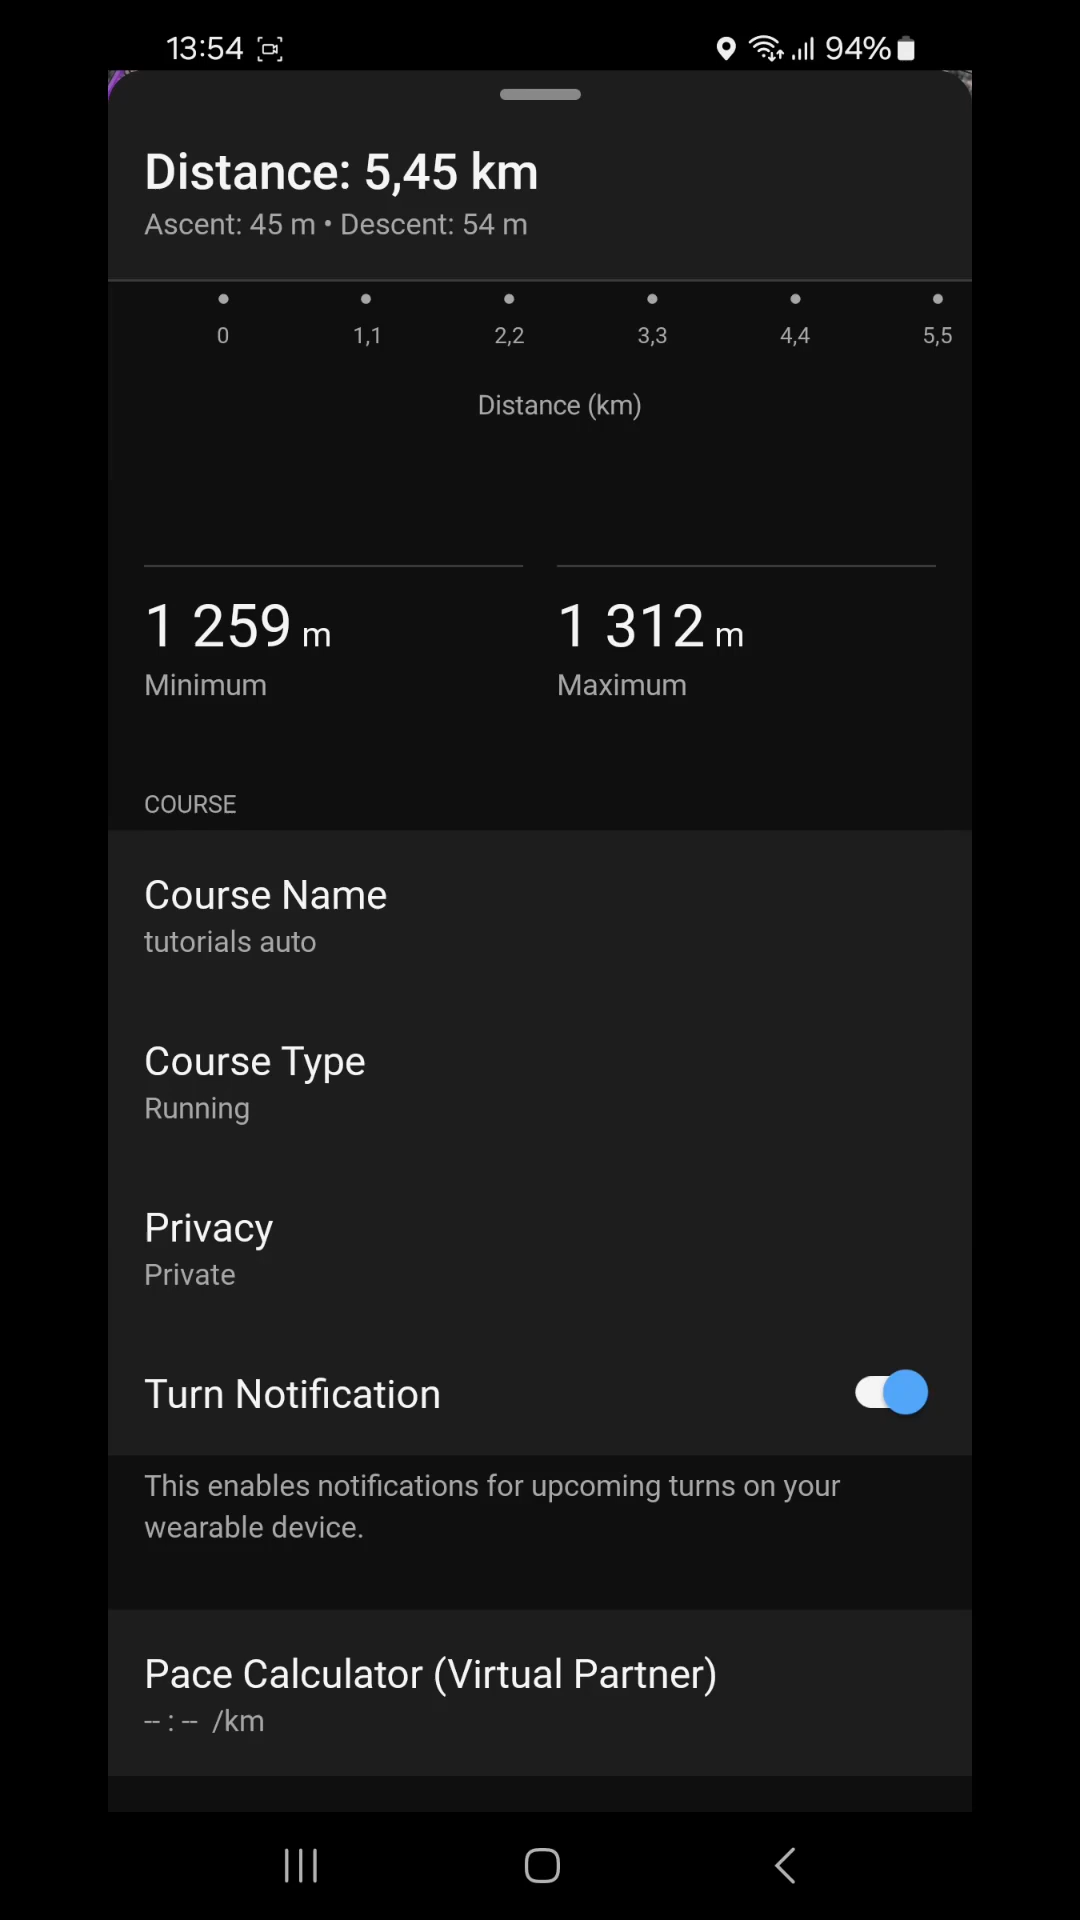 13:54
94%
Distance: 5,45 km
Ascent: 45 m • Descent: 54 m
0 1,1 2,2 3,3 4,4 5,5
Distance (km)
1 259 m 1 312 m
Minimum Maximum
COURSE
Course Name
tutorials auto
Course Type
Running
Privacy
Private
Turn Notification
This enables notifications for upcoming turns on your
wearable device.
Pace Calculator (Virtual Partner)
-- : -- /km